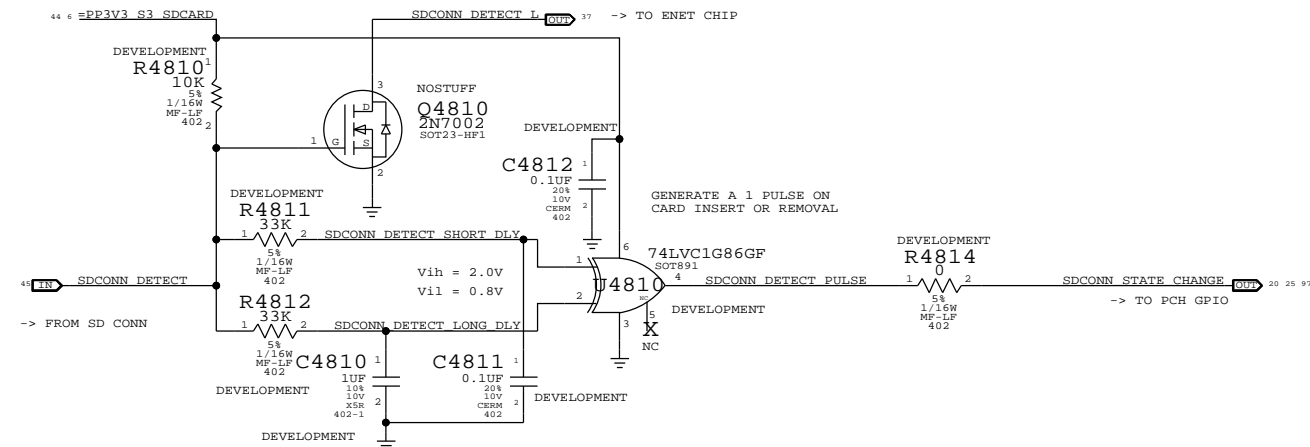 44 6 =PP3V3_S3_SDCARD
SDCONN_DETECT_L OUT 37 -> TO ENET CHIP
DEVELOPMENT
R4810
10K
5%
1/16W
MF-LF
402
1
2
NOSTUFF
Q4810
2N7002
SOT23-HF1
3
D
1 G
S
2
DEVELOPMENT
C4812
0.1UF
20%
10V
CERM
402
1
2
GENERATE A 1 PULSE ON
CARD INSERT OR REMOVAL
DEVELOPMENT
R4811
33K
1 2
5%
1/16W
MF-LF
402
SDCONN_DETECT_SHORT_DLY
45 IN SDCONN_DETECT
-> FROM SD CONN
Vih = 2.0V
Vil = 0.8V
R4812
33K
1 2
5%
1/16W
MF-LF
402
DEVELOPMENT
SDCONN_DETECT_LONG_DLY
C4810
1UF
10%
10V
X5R
402-1
1
2
DEVELOPMENT
C4811
0.1UF
20%
10V
CERM
402
1
2
DEVELOPMENT
74LVC1G86GF
SOT891
U4810
6
1
2
4
3
NC
5
X
NC
DEVELOPMENT
SDCONN_DETECT_PULSE
DEVELOPMENT
R4814
0
1 2
5%
1/16W
MF-LF
402
SDCONN_STATE_CHANGE OUT 20 25 97
-> TO PCH GPIO